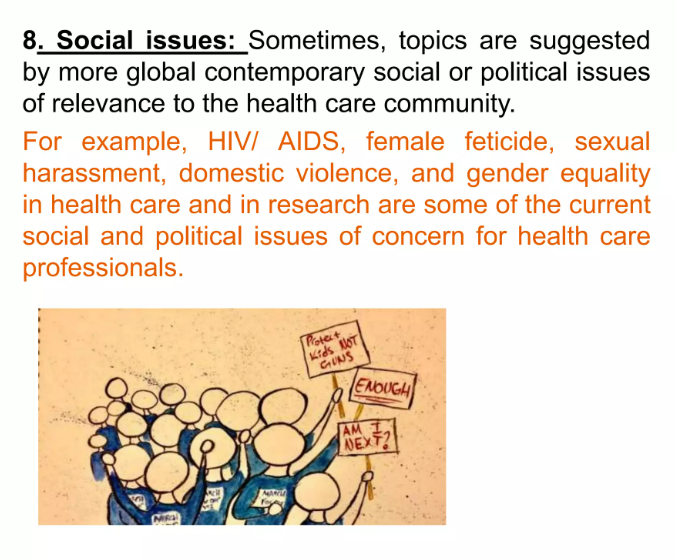 8. Social issues: Sometimes, topics are suggested
by more global contemporary social or political issues
of relevance to the health care community.
For example, HIV/ AIDS, female feticide, sexual
harassment, domestic violence, and gender equality
in health care and in research are some of the current
social and political issues of concern for health care
professionals.
Protect
Kids NOT
GUNS
ENOUGH
AM I
NEXT?